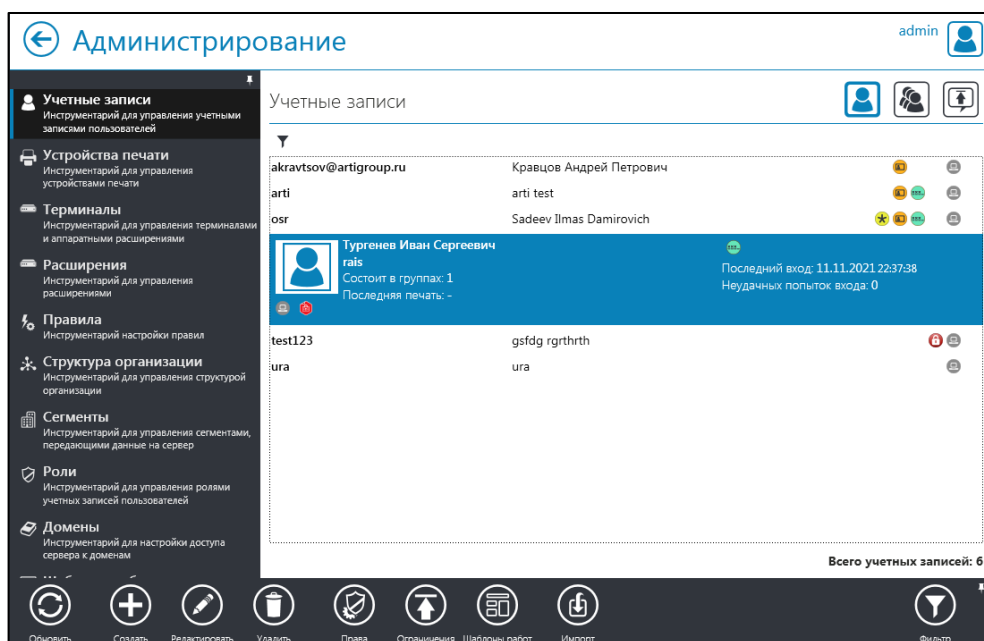 Администрирование
admin
Учетные записи
Инструментарий для управления учетными
записями пользователей
Устройства печати
Инструментарий для управления
устройствами печати
Терминалы
Инструментарий для управления терминалами
и аппаратными расширениями
Расширения
Инструментарий для управления
расширениями
Правила
Инструментарий настройки правил
Структура организации
Инструментарий для управления структурой
организации
Сегменты
Инструментарий для управления сегментами,
передающими данные на сервер
Роли
Инструментарий для управления ролями
учетных записей пользователей
Домены
Инструментарий для настройки доступа
сервера к доменам
Учетные записи
akravtsov@artigroup.ru Кравцов Андрей Петрович
arti arti test
osr Sadeev Ilmas Damirovich
Тургенев Иван Сергеевич
rais
Состоит в группах: 1
Последняя печать: -
Последний вход: 11.11.2021 22:37:38
Неудачных попыток входа: 0
test123 gsfdg rgrthrth
ura ura
Всего учетных записей: 6
Обновить Создать Редактировать Удалить Права Ограничения Шаблоны работ Импорт Фильтр